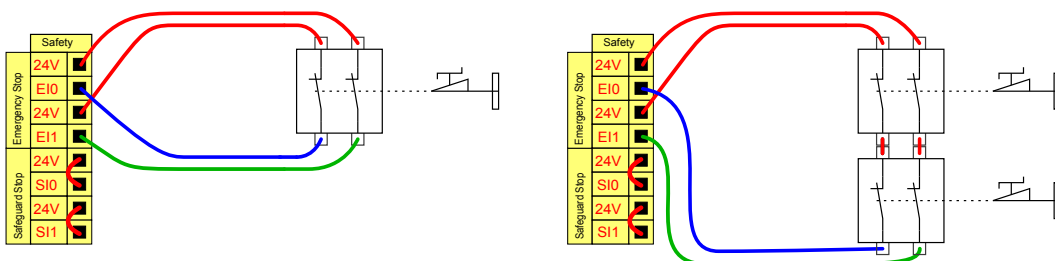 Safety
Emergency Stop
24V
EI0
24V
EI1
Safeguard Stop
24V
SI0
24V
SI1
Safety
Emergency Stop
24V
EI0
24V
EI1
Safeguard Stop
24V
SI0
24V
SI1